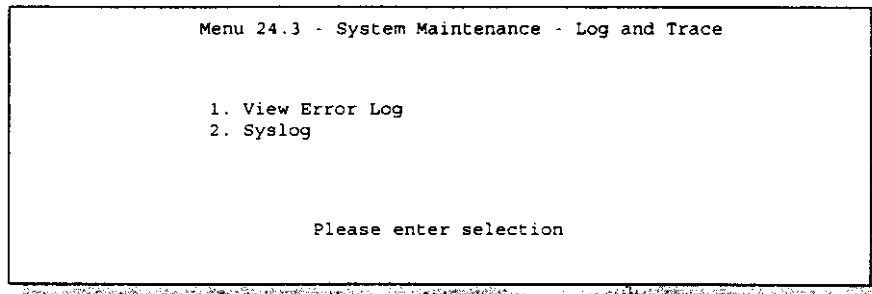 Menu 24.3 - System Maintenance - Log and Trace
1. View Error Log
2. Syslog
Please enter selection